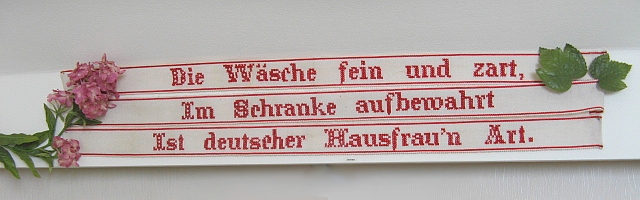 Die Wäsche fein und zart,
Im Schranke aufbewahrt
Ist deutscher Hausfrau'n Art.